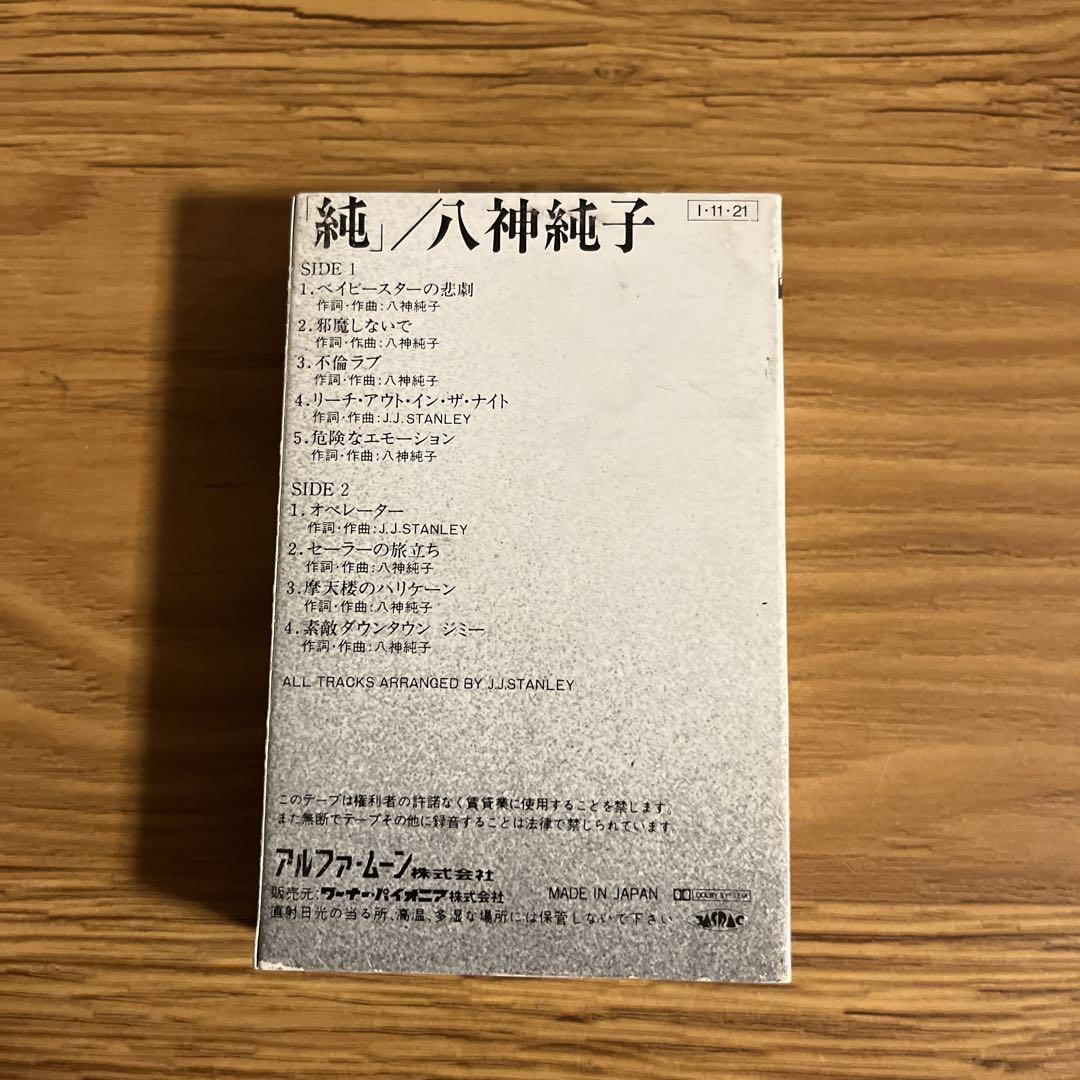 「純」／八神純子
I・11・21
SIDE 1
1.ベイビースターの悲劇
作詞・作曲:八神純子
2.邪魔しないで
作詞・作曲:八神純子
3.不倫ラブ
作詞・作曲:八神純子
4.リーチ・アウト・イン・ザ・ナイト
作詞・作曲:J.J.STANLEY
5.危険なエモーション
作詞・作曲:八神純子
SIDE 2
1.オペレーター
作詞・作曲:J.J.STANLEY
2.セーラーの旅立ち
作詞・作曲:八神純子
3.摩天楼のハリケーン
作詞・作曲:八神純子
4.素敵ダウンタウン ジミー
作詞・作曲:八神純子
ALL TRACKS ARRANGED BY J.J.STANLEY
このテープは権利者の許諾なく賃貸業に使用することを禁じます。
また無断でテープその他に録音することは法律で禁じられています。
アルファ・ムーン株式会社
販売元:ワーナー・パイオニア株式会社
MADE IN JAPAN
DOLBY SYSTEM
直射日光の当る所、高温、多湿な場所には保管しないで下さい
JASRAC